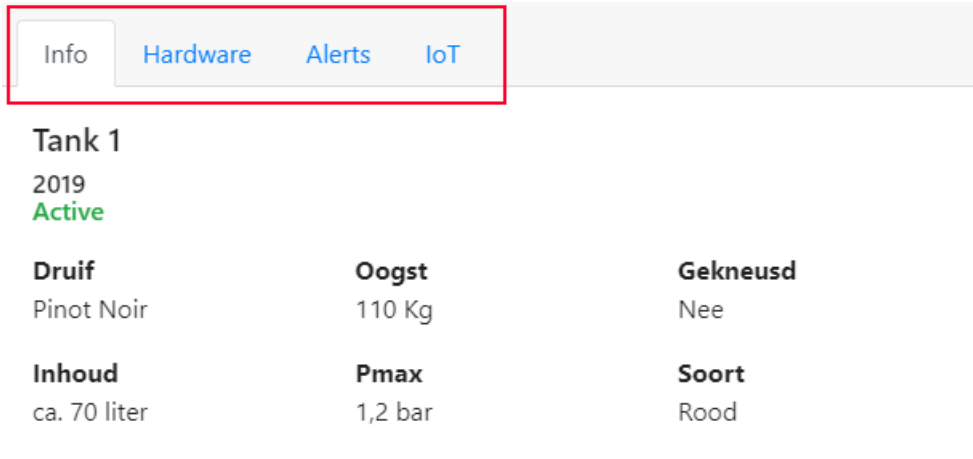 Info Hardware Alerts IoT
Tank 1
2019
Active
Druif Oogst Gekneusd
Pinot Noir 110 Kg Nee
Inhoud Pmax Soort
ca. 70 liter 1,2 bar Rood